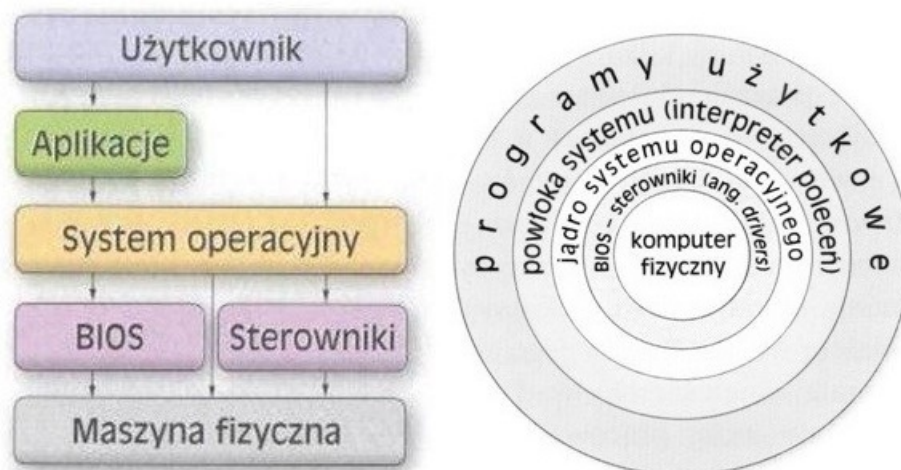 Użytkownik
Aplikacje
System operacyjny
BIOS
Sterowniki
Maszyna fizyczna
programy użytkowe
powłoka systemu (interpreter poleceń)
jądro systemu operacyjnego
BIOS – sterowniki (ang. drivers)
komputer
fizyczny